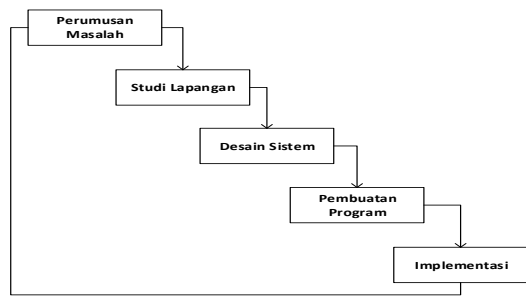 Perumusan
Masalah
Studi Lapangan
Desain Sistem
Pembuatan
Program
Implementasi